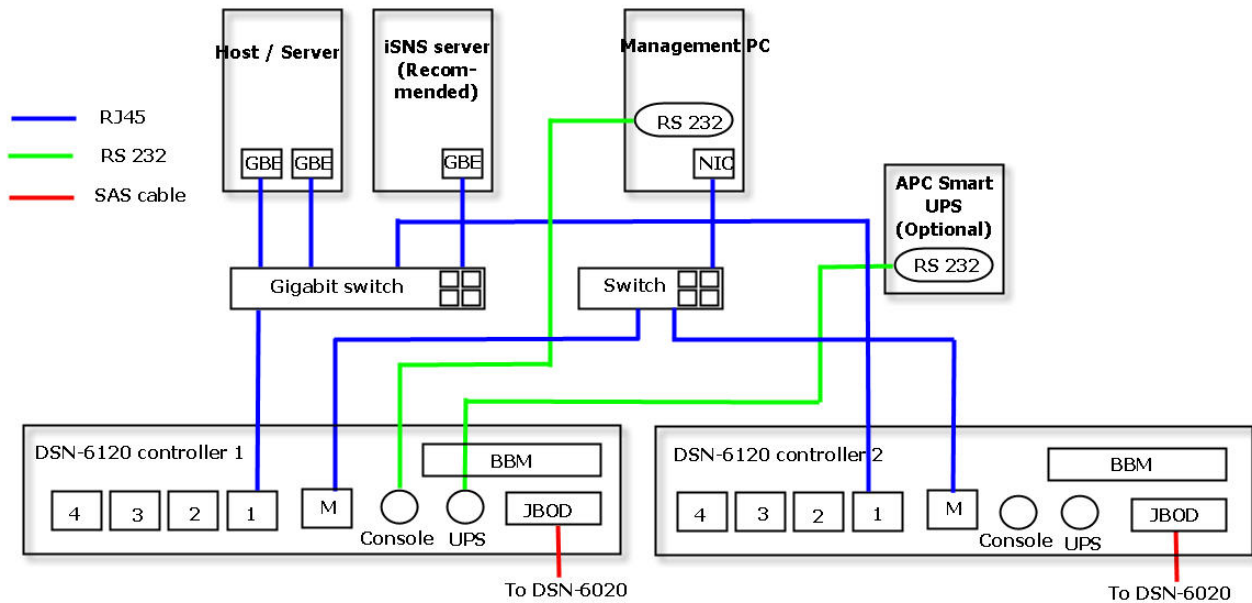 Host / Server
iSNS server
(Recom-
mended)
Management PC
RJ45
RS 232
SAS cable
GBE
GBE
GBE
RS 232
NIC
APC Smart
UPS
(Optional)
RS 232
Gigabit switch
Switch
DSN-6120 controller 1
BBM
4
3
2
1
M
JBOD
Console
UPS
To DSN-6020
DSN-6120 controller 2
BBM
4
3
2
1
M
JBOD
Console
UPS
To DSN-6020